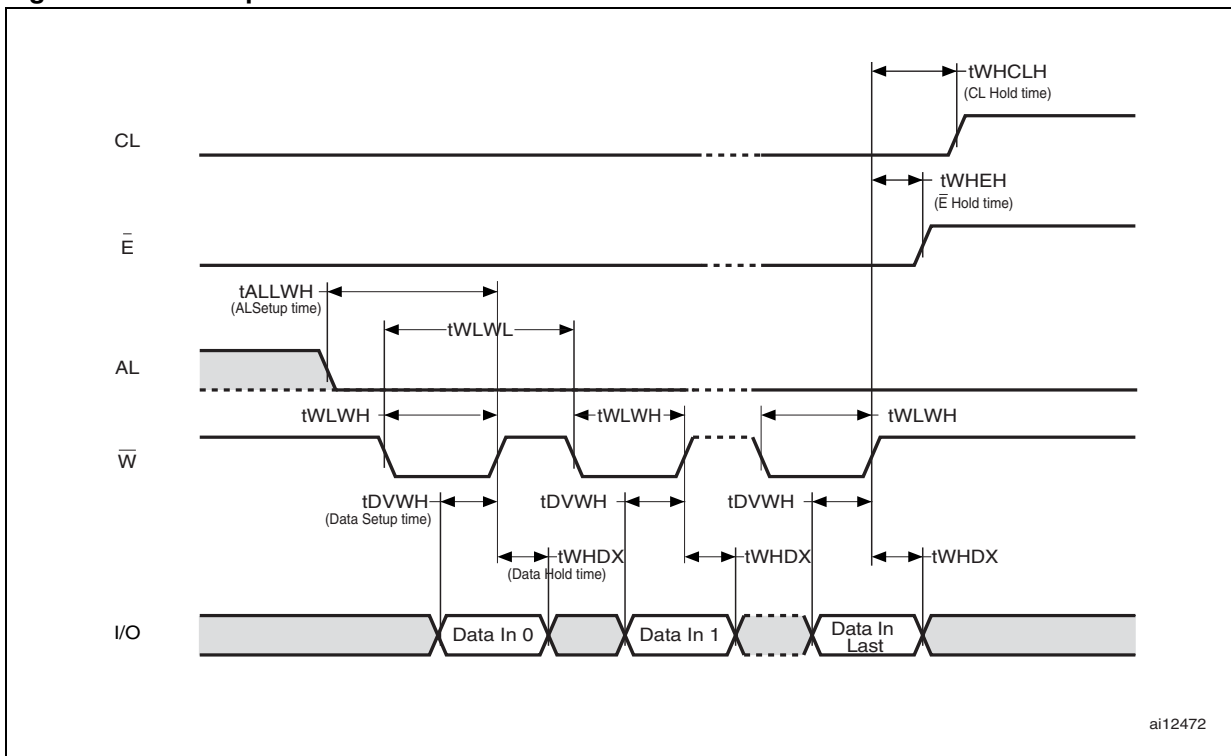 tWHCLH
(CL Hold time)
CL
tWHEH
(E̅ Hold time)
E̅
tALLWH
(ALSetup time)
tWLWL
AL
tWLWH
tWLWH
tWLWH
W̅
tDVWH
(Data Setup time)
tDVWH
tDVWH
tWHDX
(Data Hold time)
tWHDX
tWHDX
I/O
Data In 0
Data In 1
Data In
Last
ai12472